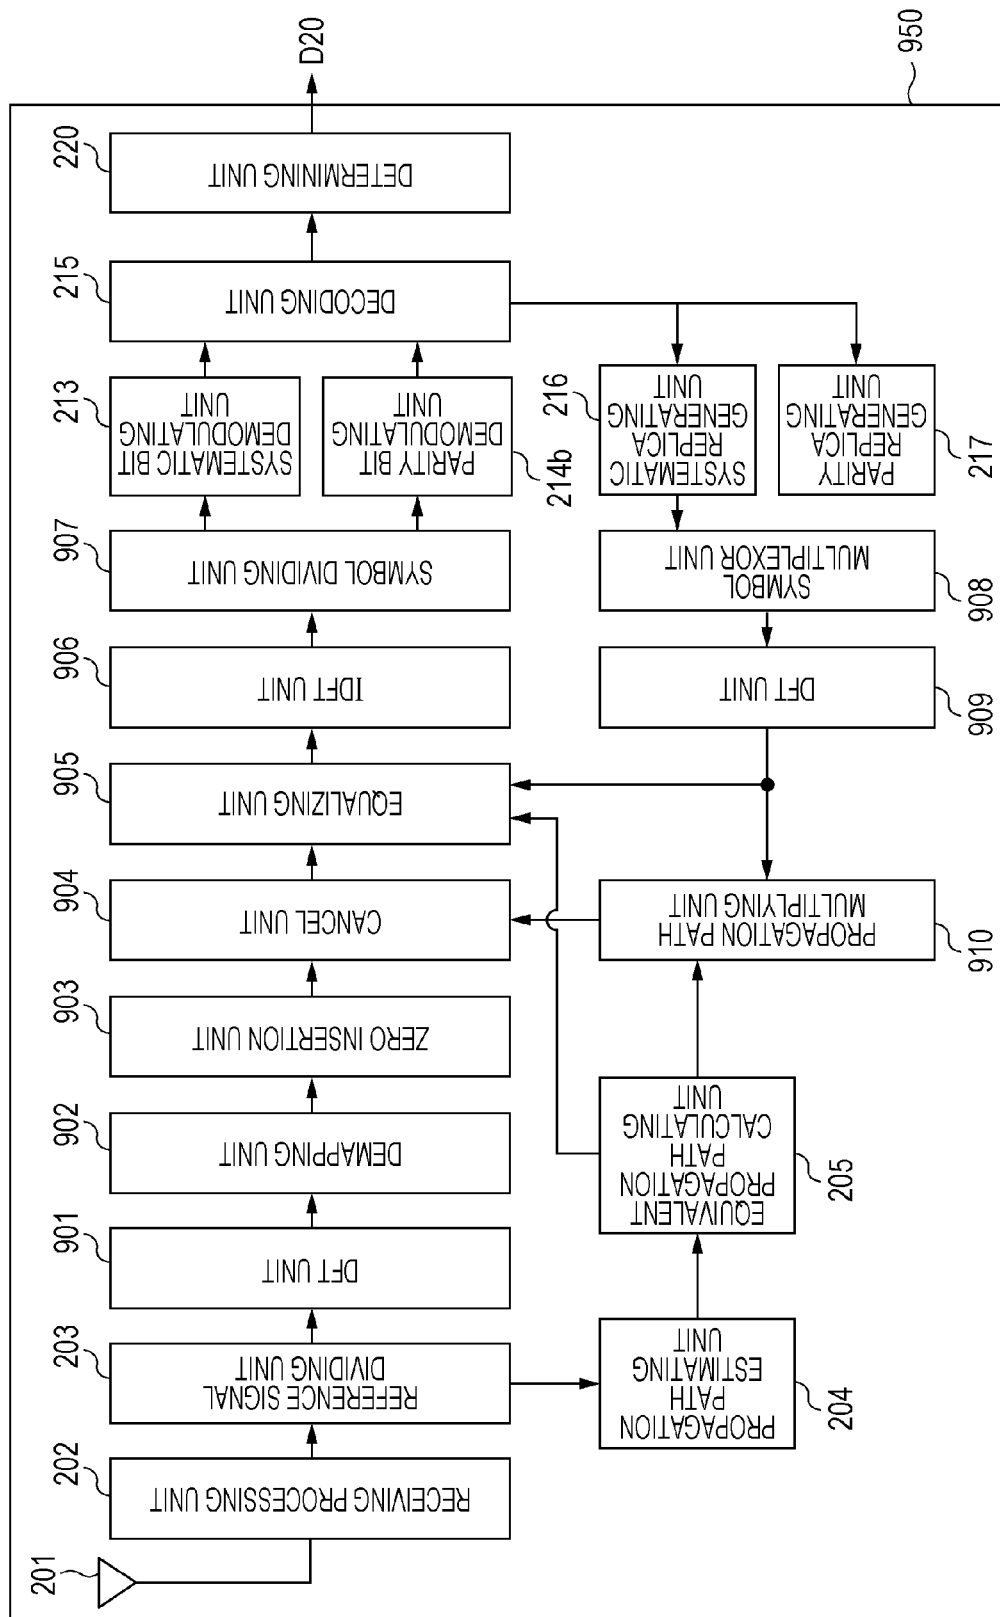 201
RECEIVING PROCESSING UNIT
202
REFERENCE SIGNAL
DIVIDING UNIT
203
DFT UNIT
901
DEMAPPING UNIT
902
ZERO INSERTION UNIT
903
CANCEL UNIT
904
EQUALIZING UNIT
905
IDFT UNIT
906
SYMBOL DIVIDING UNIT
907
SYSTEMATIC BIT
DEMODULATING
UNIT
213
PARITY BIT
DEMODULATING
UNIT
214b
DECODING UNIT
215
DETERMINING UNIT
220
D20
PROPAGATION
PATH
ESTIMATING
UNIT
204
EQUIVALENT
PROPAGATION
PATH
CALCULATING
UNIT
205
PROPAGATION PATH
MULTIPLYING UNIT
910
DFT UNIT
909
SYMBOL
MULTIPLEXOR UNIT
908
SYSTEMATIC
REPLICA
GENERATING
UNIT
216
PARITY
REPLICA
GENERATING
UNIT
217
950